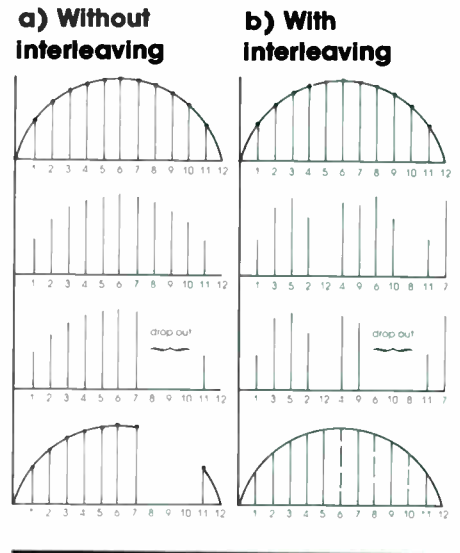 a) Without
interleaving
b) With
interleaving
1 2 3 4 5 6 7 8 9 10 11 12
1 2 3 4 6 7 8 9 10 11 12
1 2 3 4 5 6 7 8 9 10 11 12
1 3 5 2 12 4 9 6 10 8 11 7
drop out
drop out
1 2 3 4 5 6 7 8 9 10 11 12
1 3 5 2 12 4 9 6 10 8 11 7
2 3 4 5 6 7 8 9 10 11 12
1 2 3 4 5 6 7 8 9 10 11 12